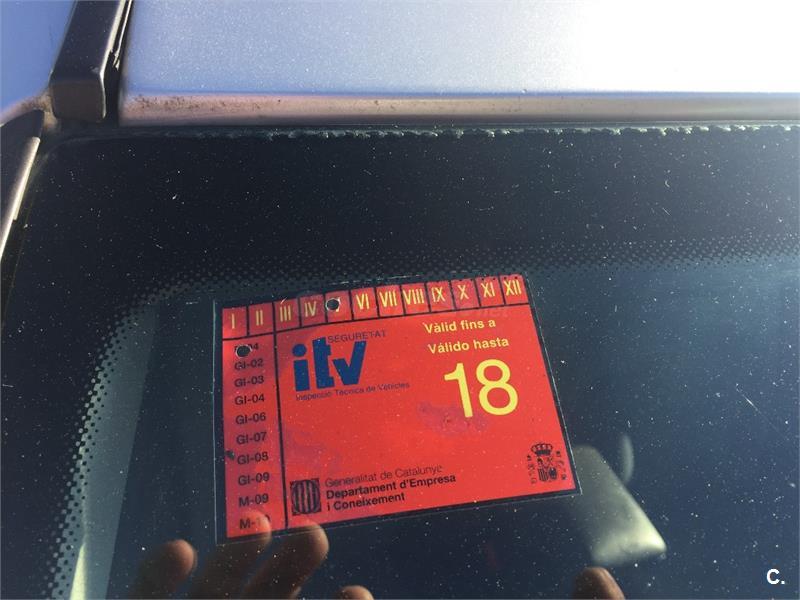 I II III IV VI VII VIII IX X XI XII
SEGURETAT
itv
Inspecció Tècnica de Vehicles
Vàlid fins a
Válido hasta
18
GI-02
GI-03
GI-04
GI-06
GI-07
GI-08
GI-09
M-09
Generalitat de Catalunya
Departament d'Empresa
i Coneixement
C.